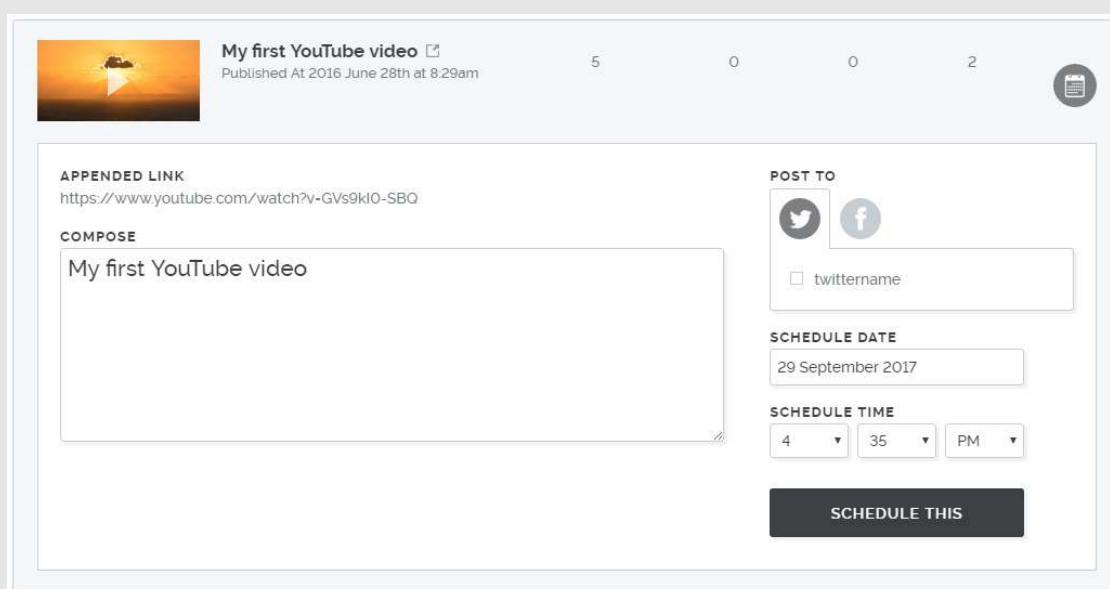 My first YouTube video
Published At 2016 June 28th at 8:29am
5 0 0 2
APPENDED LINK
https://www.youtube.com/watch?v=GVs9kI0-SBQ
COMPOSE
My first YouTube video
POST TO
twittername
SCHEDULE DATE
29 September 2017
SCHEDULE TIME
4 35 PM
SCHEDULE THIS